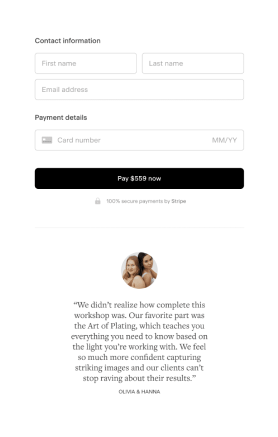 Contact information
First name
Last name
Email address
Payment details
Card number
MM/YY
Pay $559 now
100% secure payments by Stripe
“We didn’t realize how complete this
workshop was. Our favorite part was
the Art of Plating, which teaches you
everything you need to know based on
the light you’re working with. We feel
so much more confident capturing
striking images and our clients can’t
stop raving about their results.”
OLIVIA & HANNA